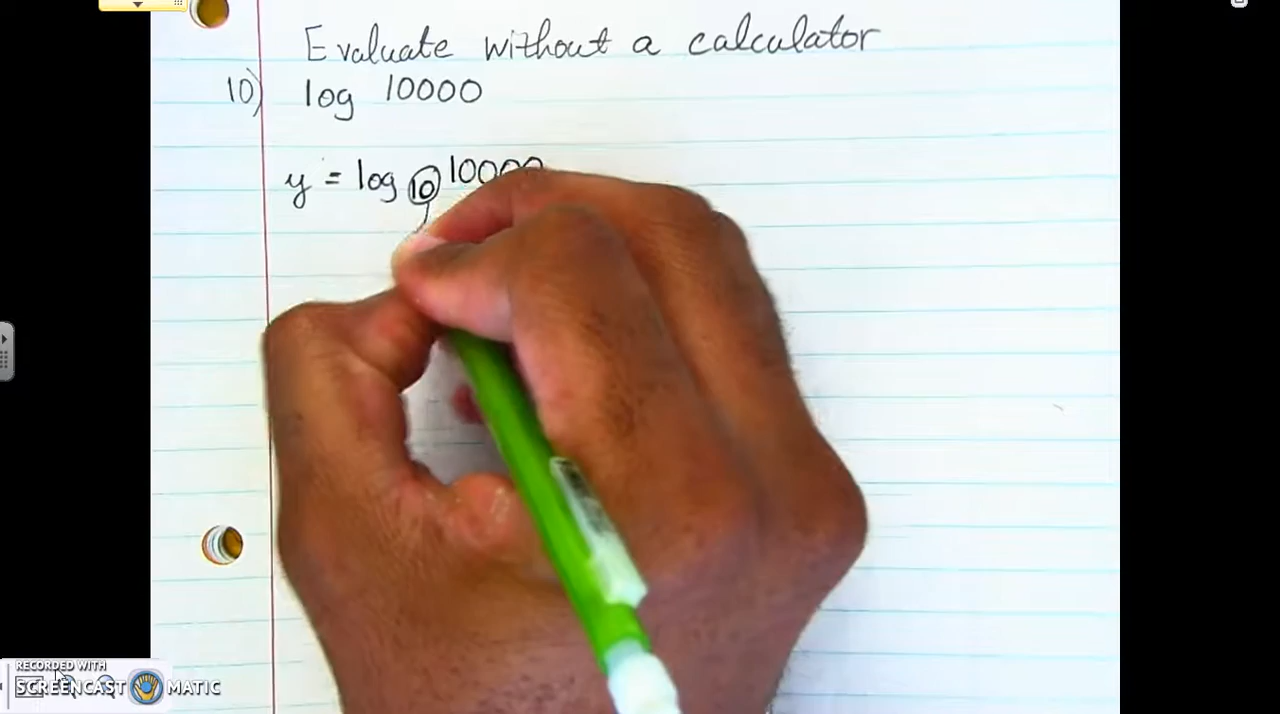 Evaluate without a calculator
10) log 10000
y = log 10 10000
RECORDED WITH
SCREENCAST MATIC